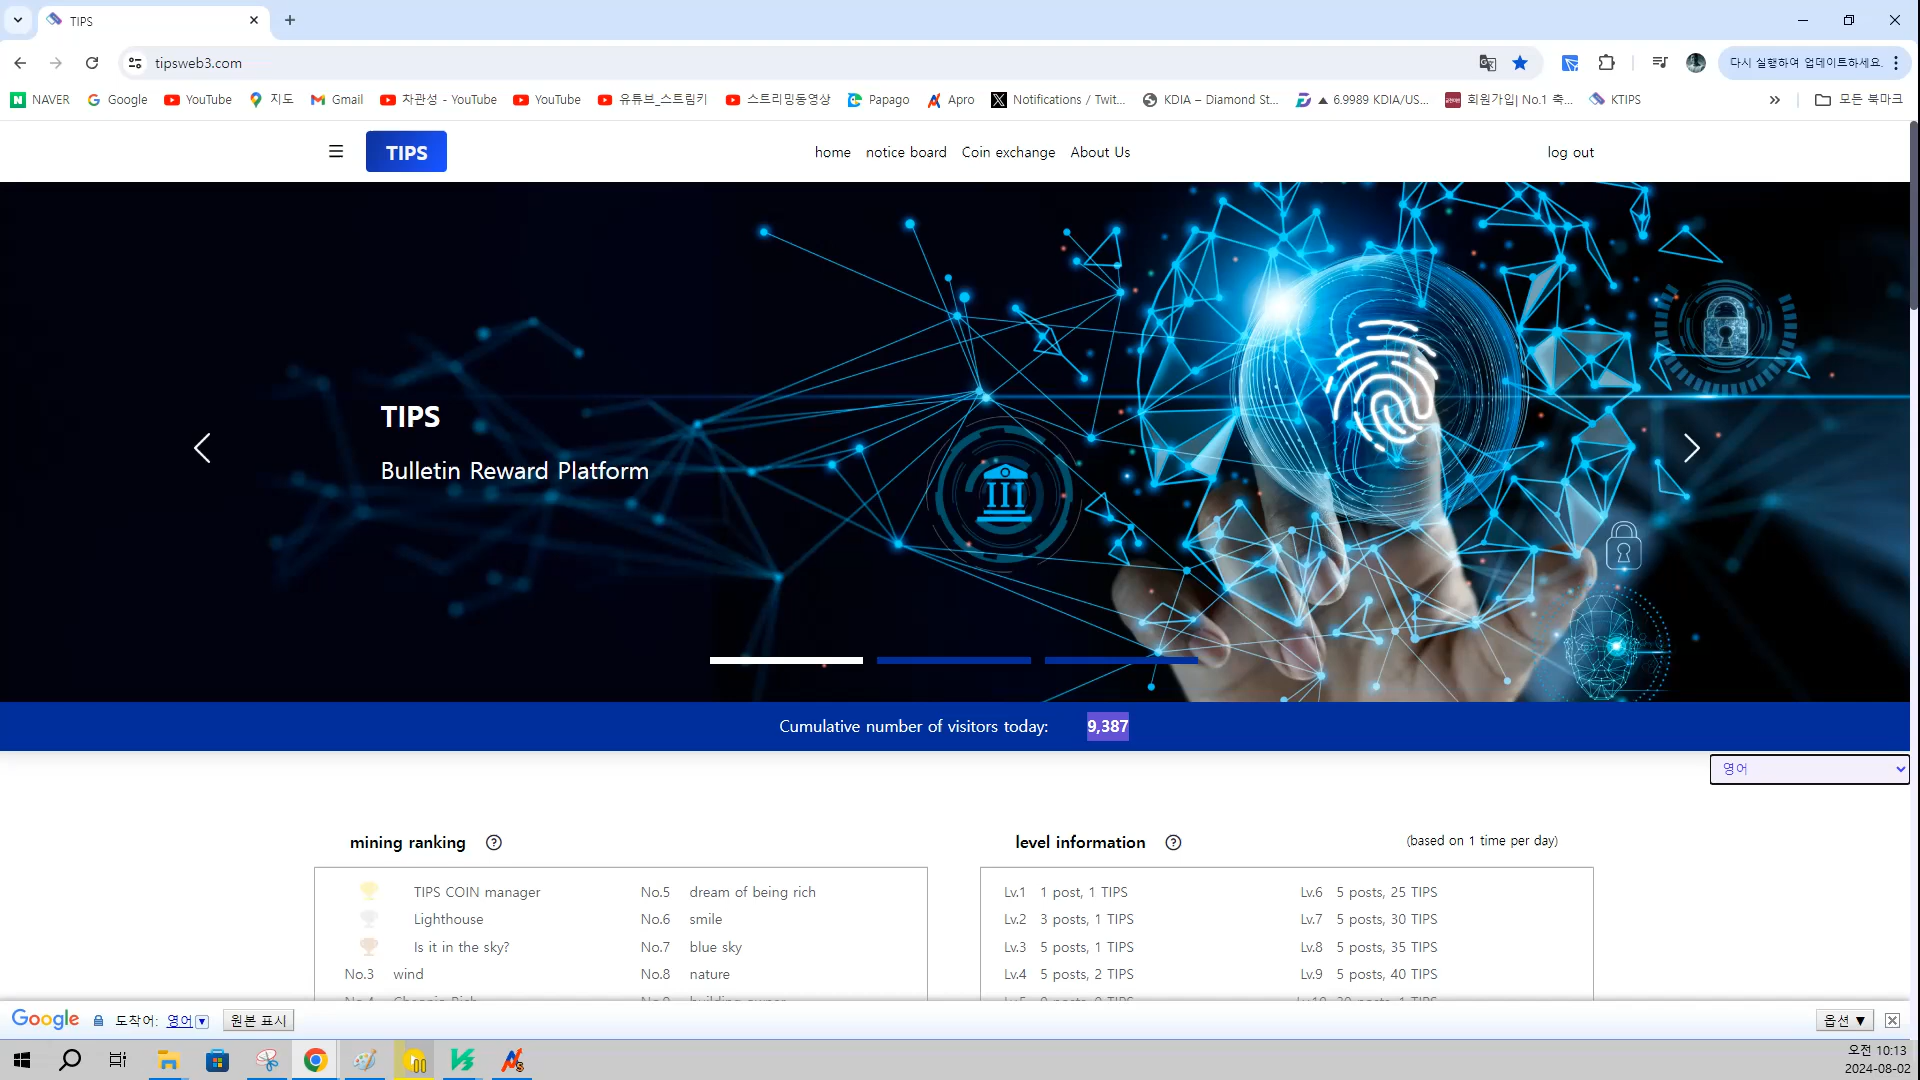 TIPS
tipsweb3.com
다시 실행하여 업데이트하세요.
NAVER
Google
YouTube
지도
Gmail
차관성 - YouTube
YouTube
유튜브_스트림키
스트리밍동영상
Papago
Apro
Notifications / Twit...
KDIA – Diamond St...
▲ 6.9989 KDIA/US...
회원가입| No.1 축...
KTIPS
»
모든 북마크
TIPS
home
notice board
Coin exchange
About Us
log out
TIPS
Bulletin Reward Platform
Cumulative number of visitors today: 9,387
영어
mining ranking
level information
(based on 1 time per day)
TIPS COIN manager
No.5 dream of being rich
Lighthouse
No.6 smile
Is it in the sky?
No.7 blue sky
No.3 wind
No.8 nature
Lv.1 1 post, 1 TIPS
Lv.6 5 posts, 25 TIPS
Lv.2 3 posts, 1 TIPS
Lv.7 5 posts, 30 TIPS
Lv.3 5 posts, 1 TIPS
Lv.8 5 posts, 35 TIPS
Lv.4 5 posts, 2 TIPS
Lv.9 5 posts, 40 TIPS
Google
도착어: 영어▼
원본 표시
옵션 ▼
오전 10:13
2024-08-02